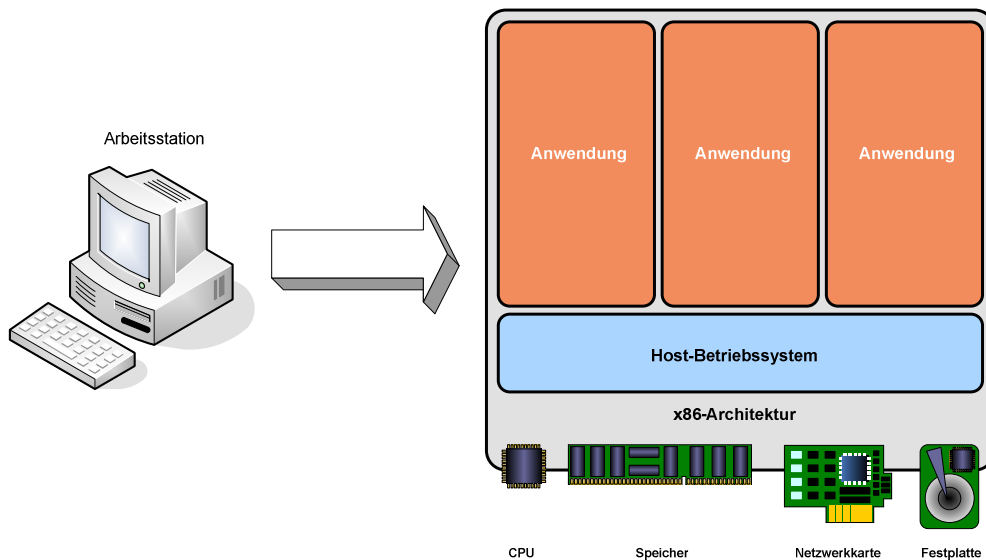 Arbeitsstation
Anwendung
Anwendung
Anwendung
Host-Betriebssystem
x86-Architektur
CPU
Speicher
Netzwerkkarte
Festplatte